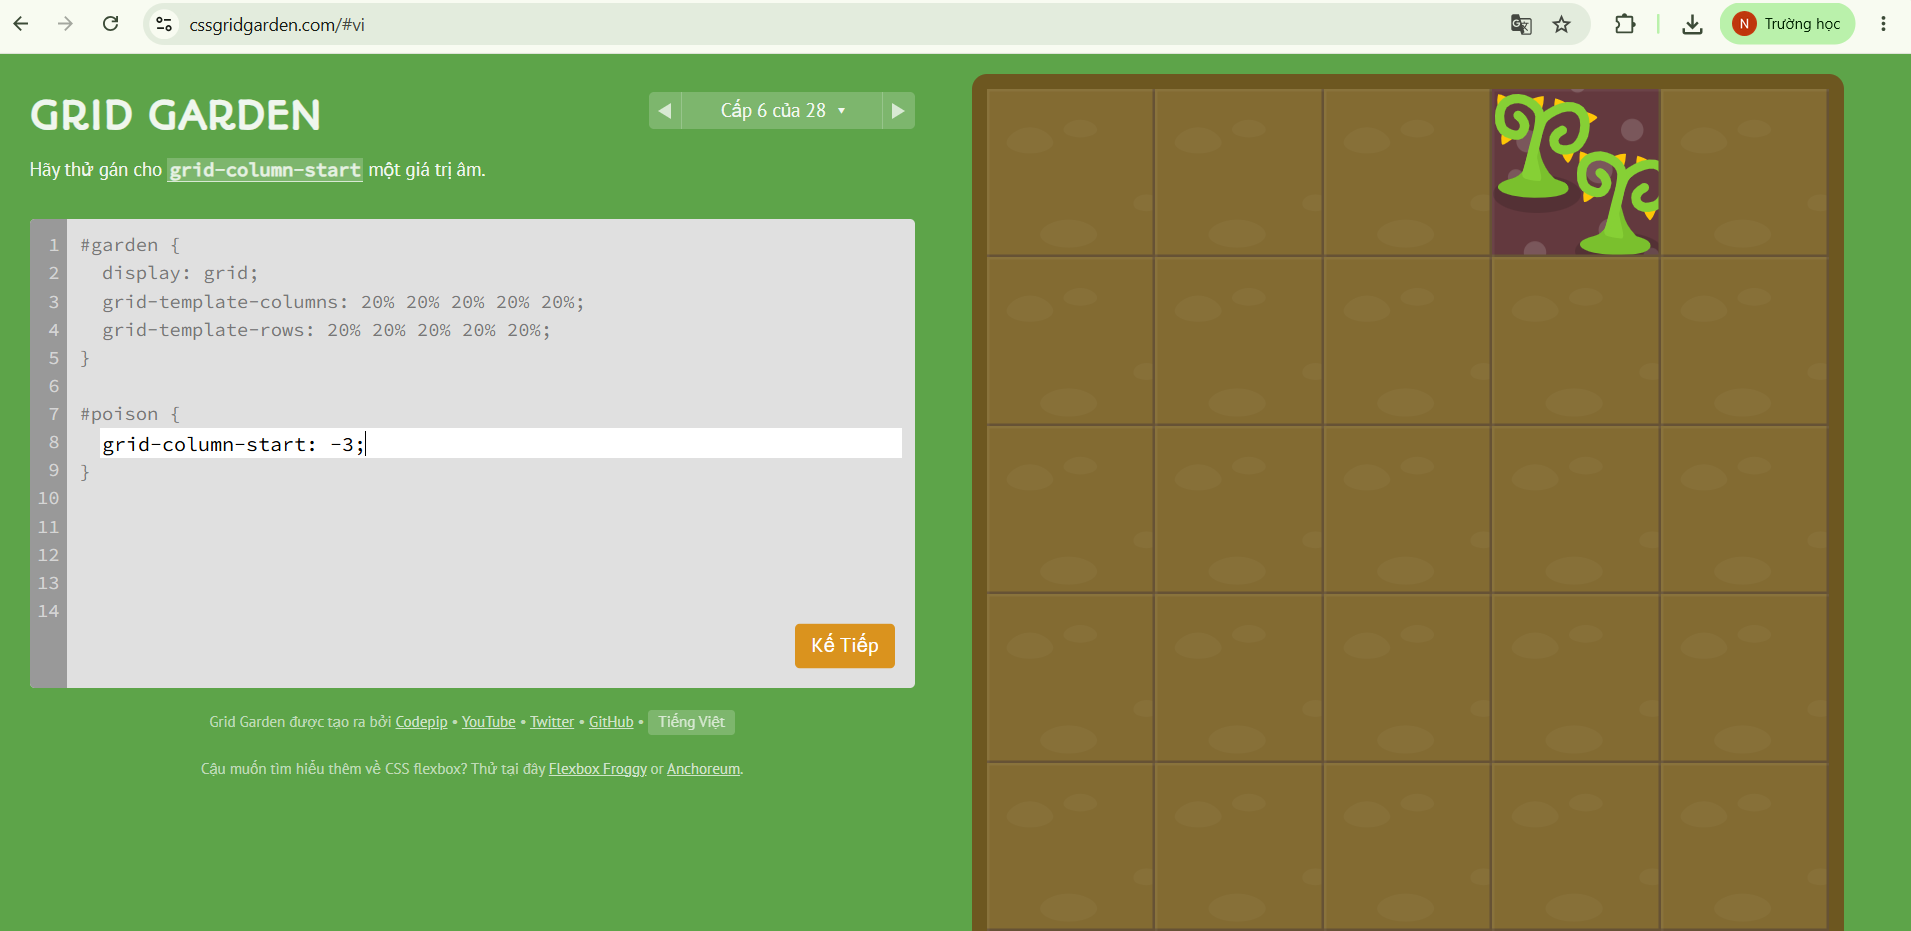 cssgridgarden.com/#vi
N Trường học
GRID GARDEN
Cấp 6 của 28
Hãy thử gán cho grid-column-start một giá trị âm.
1 #garden {
2 display: grid;
3 grid-template-columns: 20% 20% 20% 20% 20%;
4 grid-template-rows: 20% 20% 20% 20% 20%;
5 }
6
7 #poison {
8 grid-column-start: -3;
9 }
10
11
12
13
14
Kế Tiếp
Grid Garden được tạo ra bởi Codepip • YouTube • Twitter • GitHub • Tiếng Việt
Cậu muốn tìm hiểu thêm về CSS flexbox? Thử tại đây Flexbox Froggy or Anchoreum.